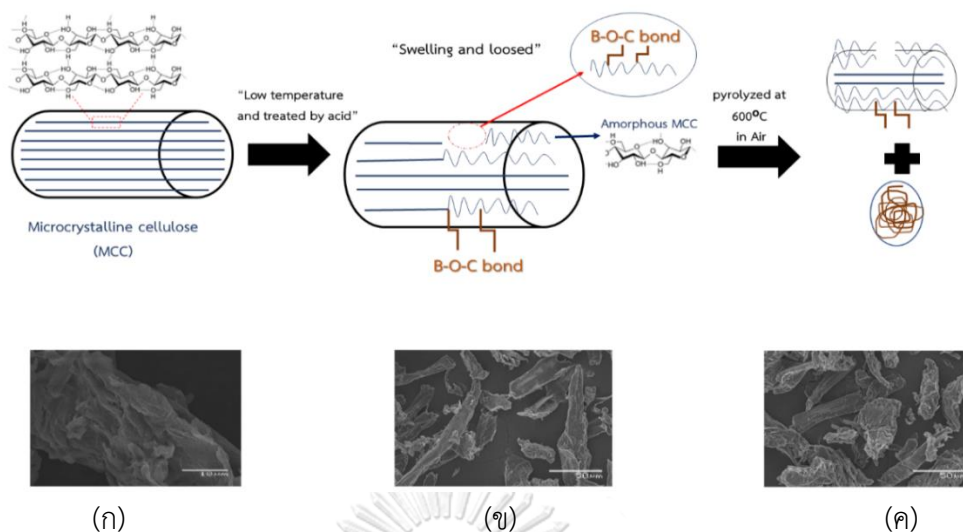 "Swelling and loosed"
B-O-C bond
"Low temperature
and treated by acid"
pyrolyzed at
600°C
in Air
Amorphous MCC
Microcrystalline cellulose
(MCC)
B-O-C bond
(ก)
(ข)
(ค)